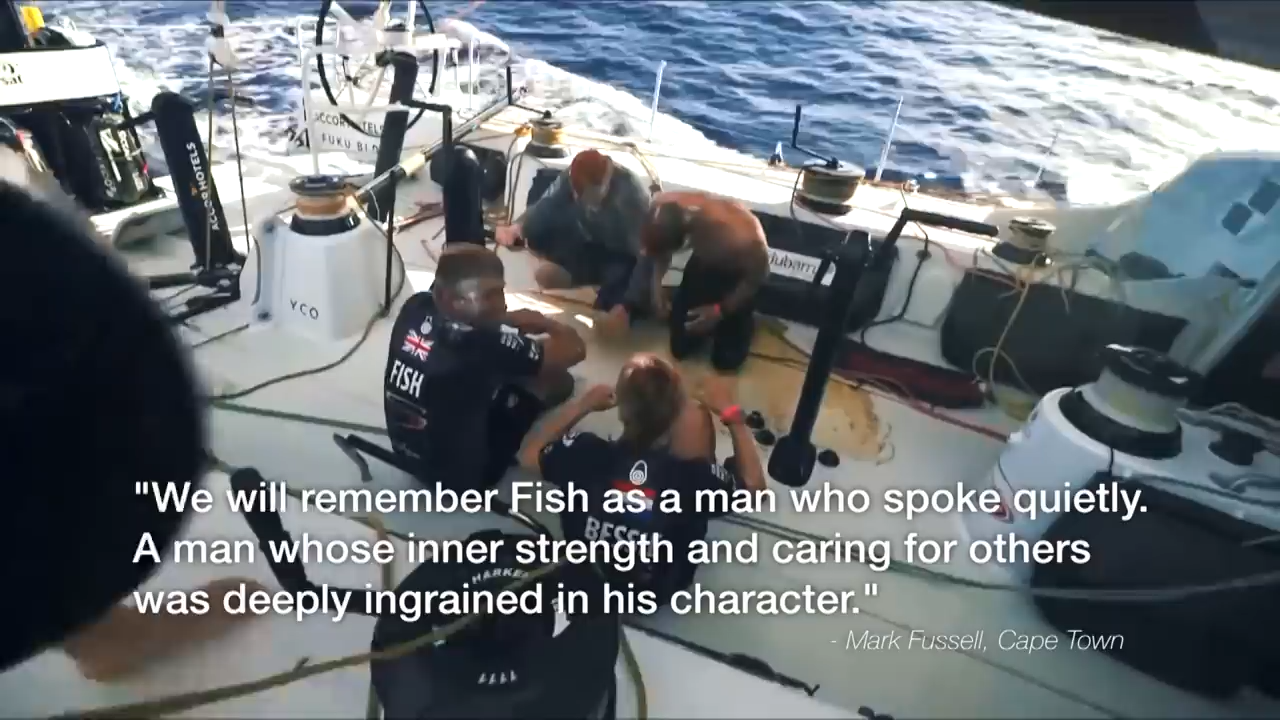 ACCORHOTELS
YCO
FISH
"We will remember Fish as a man who spoke quietly.
A man whose inner strength and caring for others
was deeply ingrained in his character."
- Mark Fussell, Cape Town
HARKEN